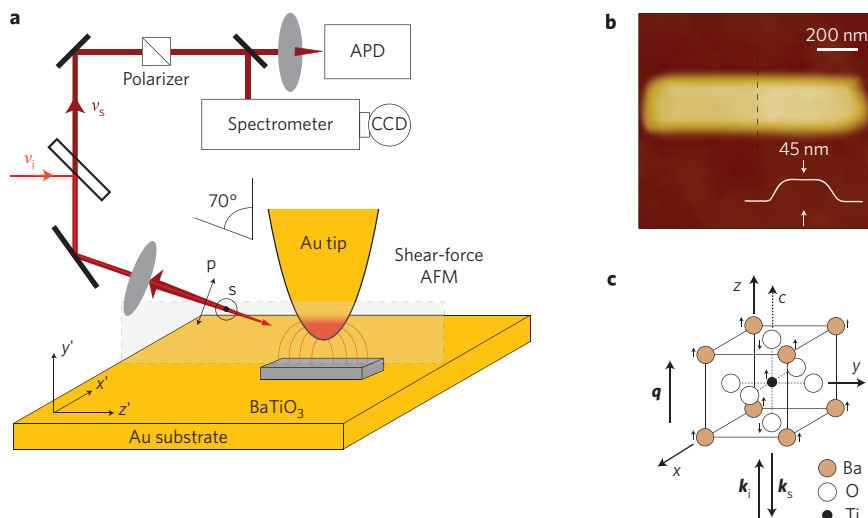 a
APD
Polarizer
Spectrometer
CCD
νs
νi
70°
Au tip
Shear-force
AFM
p
s
y'
x'
z'
BaTiO3
Au substrate
b
200 nm
45 nm
c
z
c
q
y
x
ki
ks
Ba
O
Ti